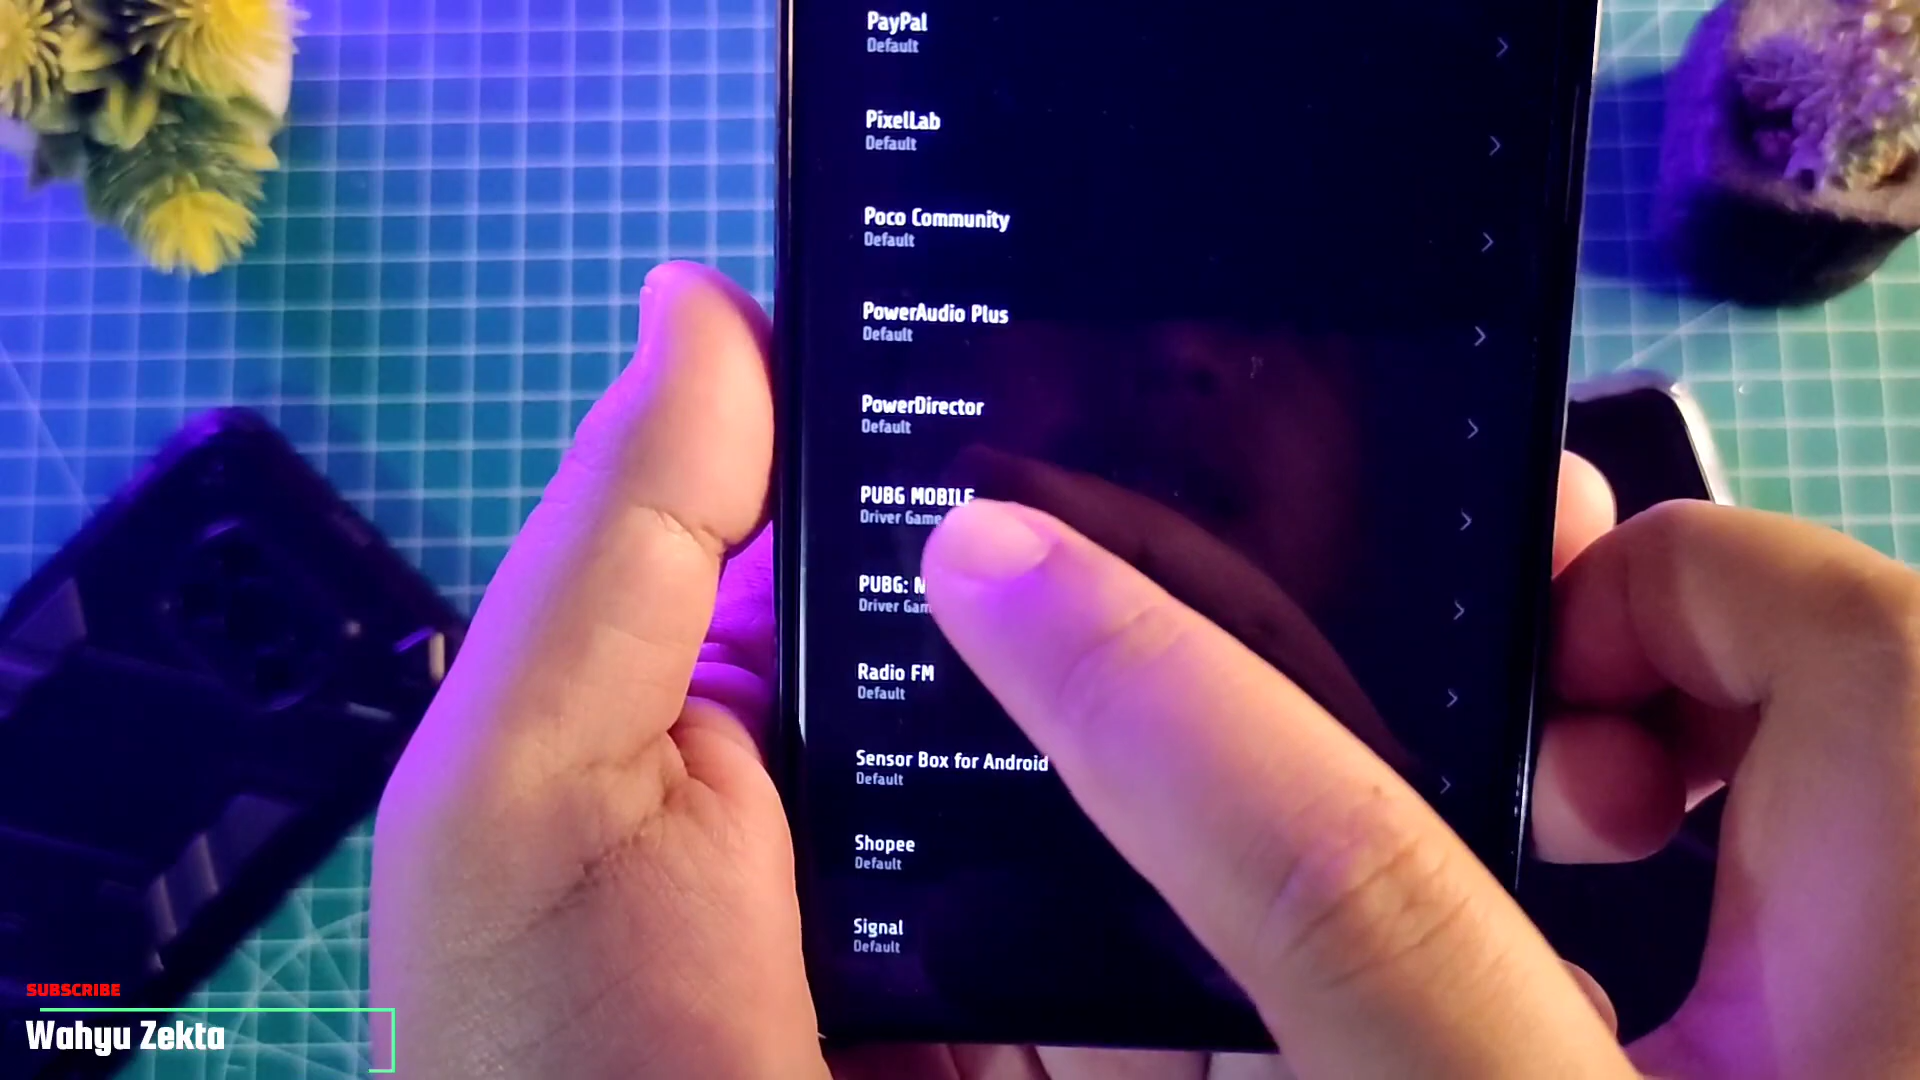 PayPal
Default
PixelLab
Default
Poco Community
Default
PowerAudio Plus
Default
PowerDirector
Default
PUBG MOBILE
Driver Game
PUBG:
Driver
Radio FM
Default
Sensor Box for Android
Default
Shopee
Default
Signal
Default
SUBSCRIBE
Wahyu Zekta